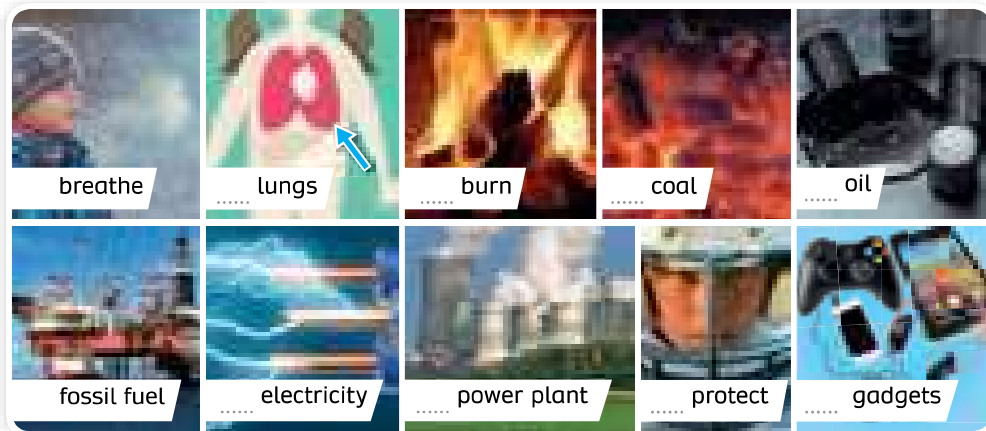 breathe
...... lungs
...... burn
...... coal
...... oil
fossil fuel
...... electricity
...... power plant
...... protect
...... gadgets